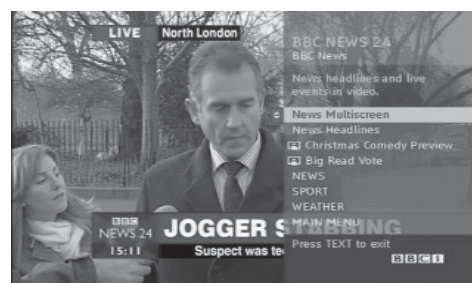 LIVE North London
BBC NEWS 24
BBC News
News headlines and live
events in video.
News Multiscreen
News Headlines
Christmas Comedy Preview
Big Read Vote
NEWS
SPORT
WEATHER
MAIN MENU
Press TEXT to exit
BBCi
BBC
NEWS 24
15:11
JOGGER STABBING
Suspect was